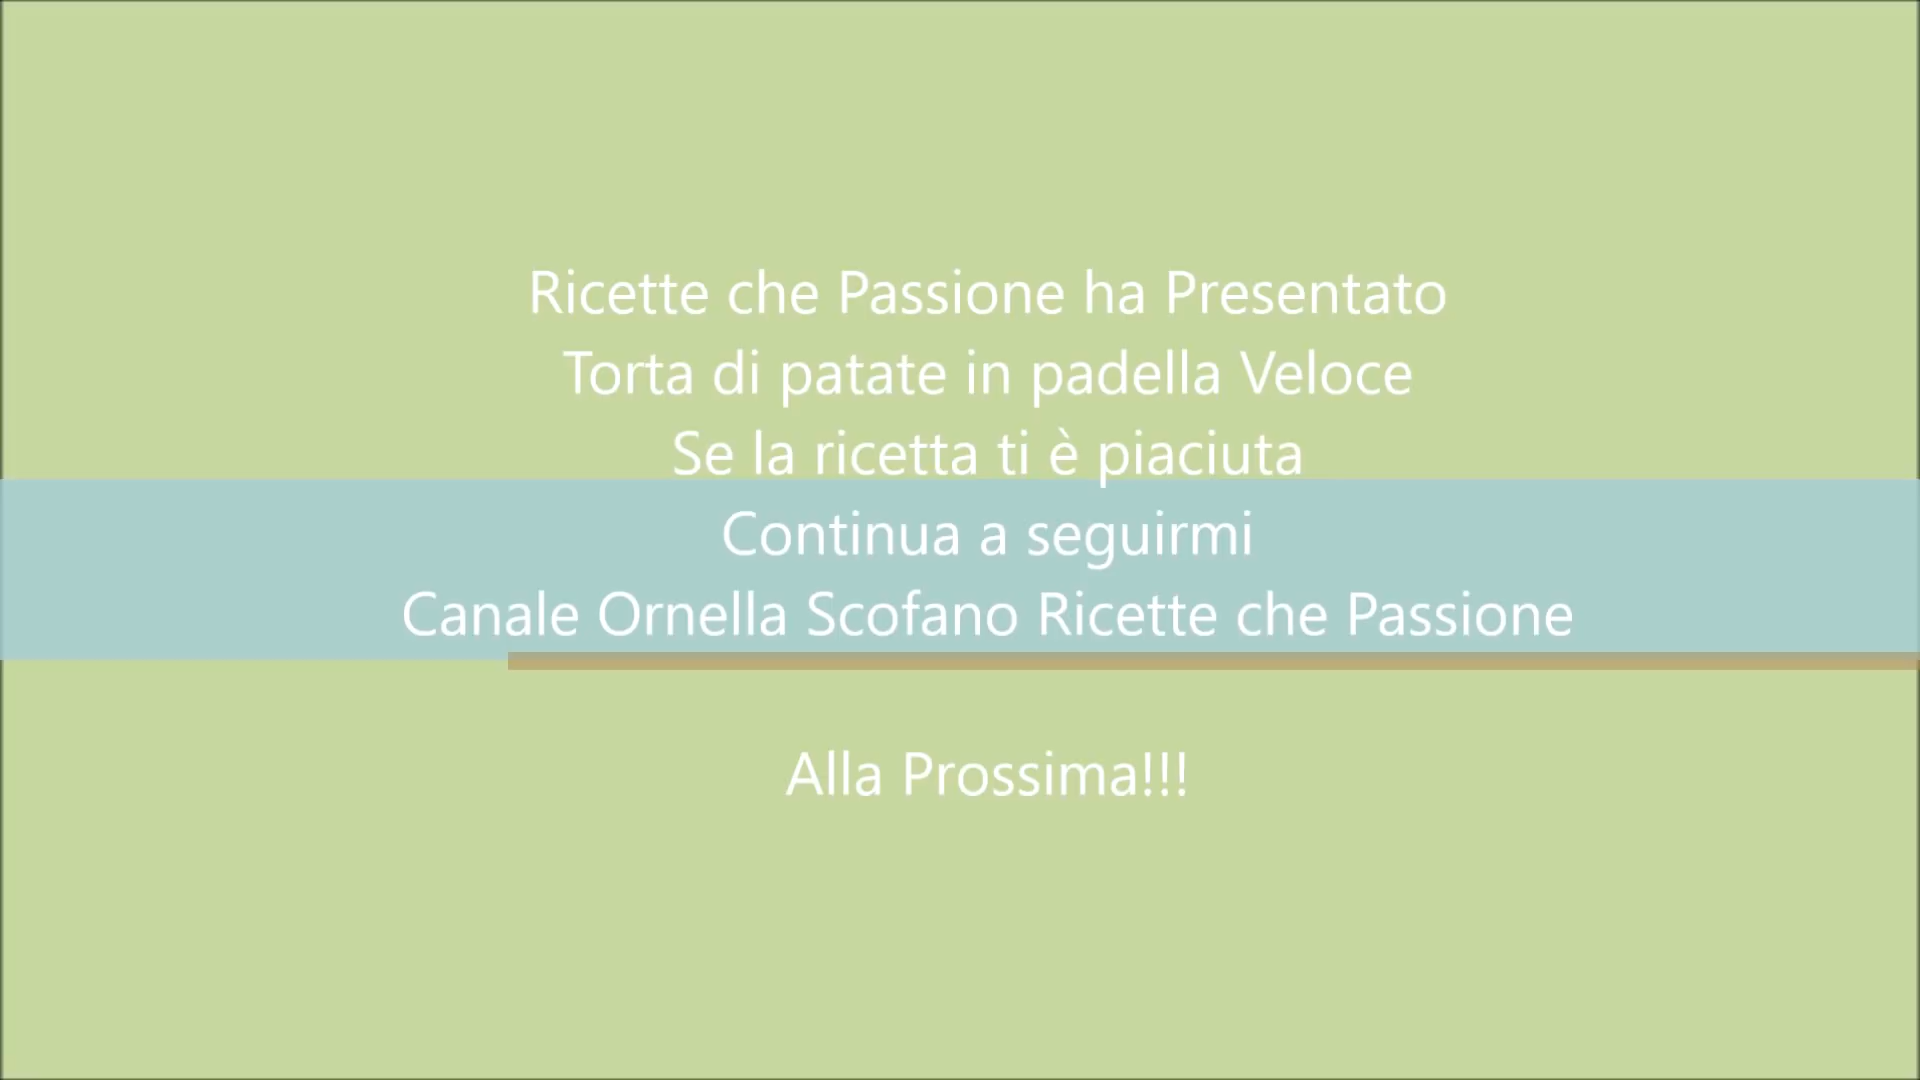 Ricette che Passione ha Presentato
Torta di patate in padella Veloce
Se la ricetta ti è piaciuta
Continua a seguirmi
Canale Ornella Scofano Ricette che Passione
Alla Prossima!!!